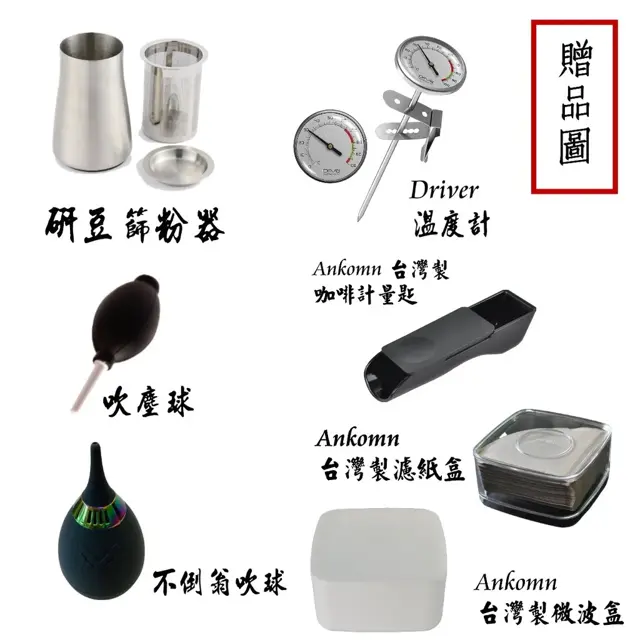 贈品圖
研豆篩粉器
Driver
溫度計
Ankomn 台灣製
咖啡計量匙
吹塵球
Ankomn
台灣製濾紙盒
不倒翁吹球
Ankomn
台灣製微波盒